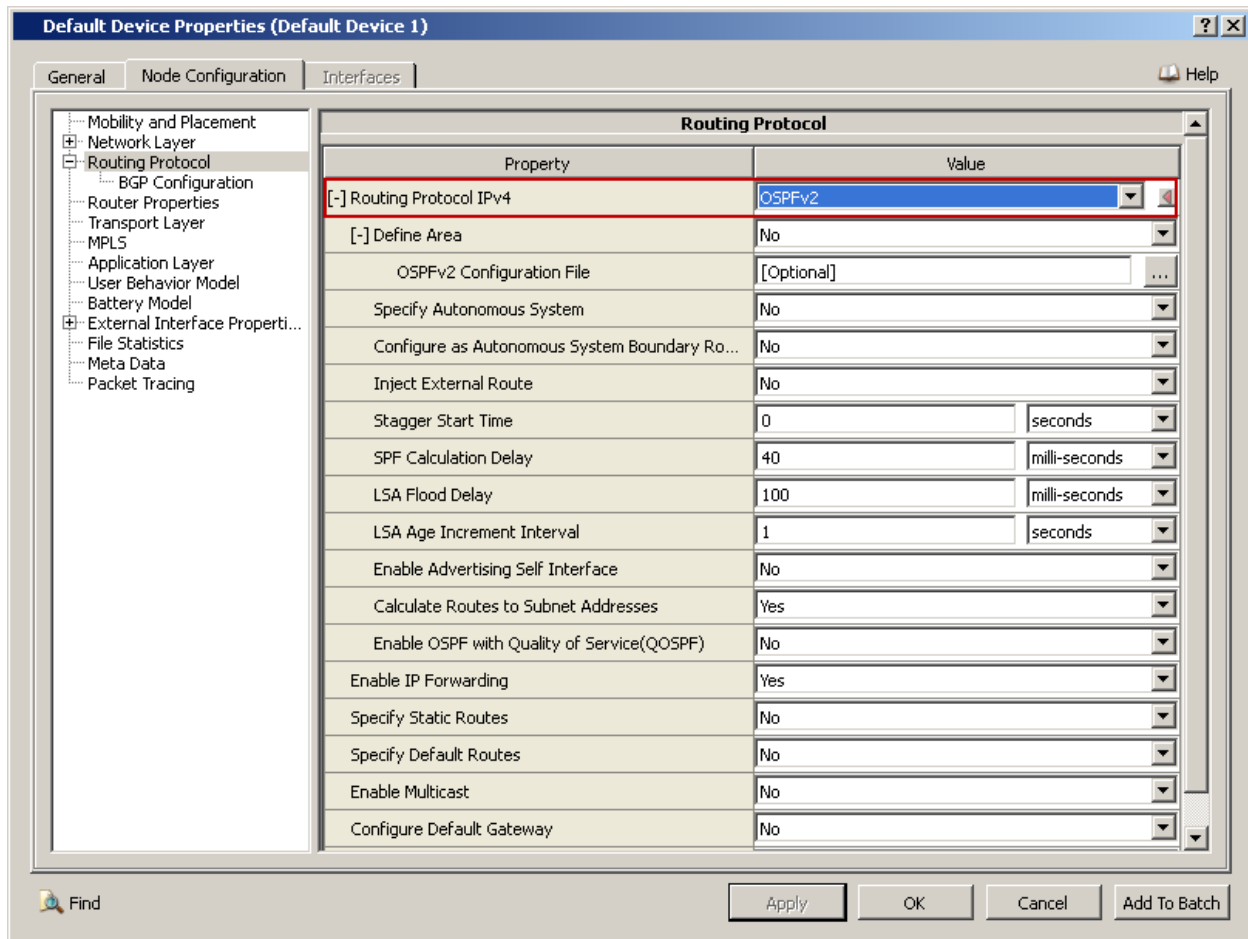 Default Device Properties (Default Device 1)
General Node Configuration Interfaces Help
Mobility and Placement
Network Layer
Routing Protocol
BGP Configuration
Router Properties
Transport Layer
MPLS
Application Layer
User Behavior Model
Battery Model
External Interface Properti...
File Statistics
Meta Data
Packet Tracing
Routing Protocol
Property Value
[-] Routing Protocol IPv4 OSPFv2
[-] Define Area No
OSPFv2 Configuration File [Optional] ...
Specify Autonomous System No
Configure as Autonomous System Boundary Ro... No
Inject External Route No
Stagger Start Time 0 seconds
SPF Calculation Delay 40 milli-seconds
LSA Flood Delay 100 milli-seconds
LSA Age Increment Interval 1 seconds
Enable Advertising Self Interface No
Calculate Routes to Subnet Addresses Yes
Enable OSPF with Quality of Service(QOSPF) No
Enable IP Forwarding Yes
Specify Static Routes No
Specify Default Routes No
Enable Multicast No
Configure Default Gateway No
Find Apply OK Cancel Add To Batch